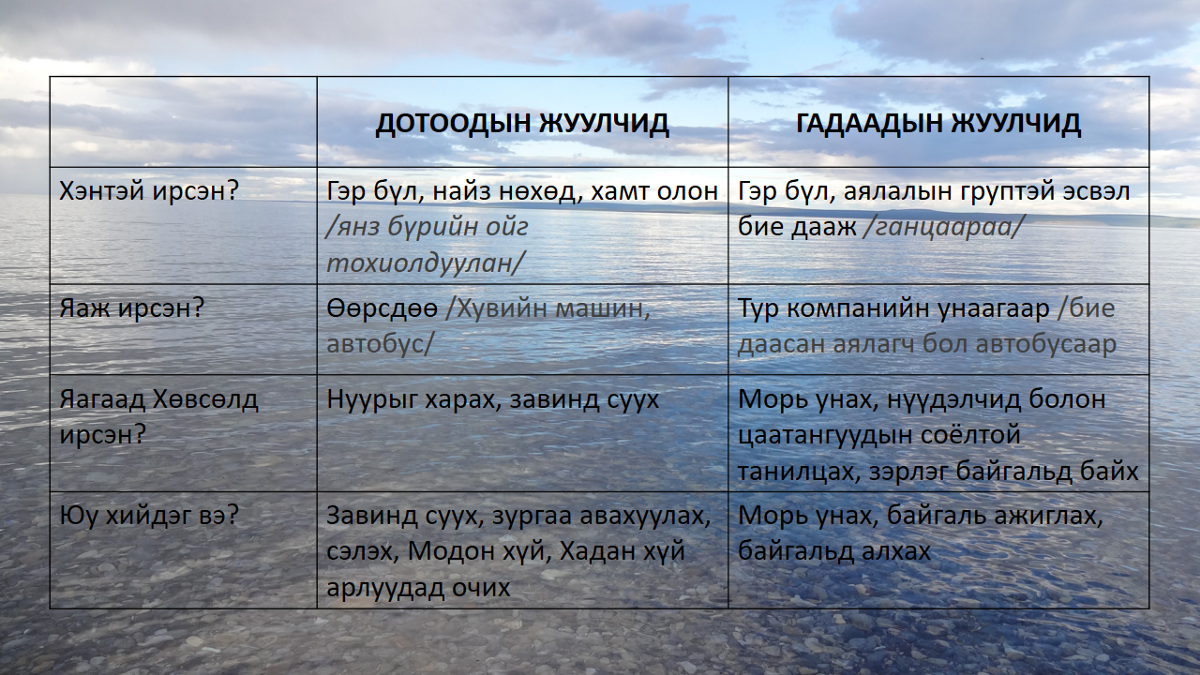 ДОТООДЫН ЖУУЛЧИД
ГАДААДЫН ЖУУЛЧИД
Хэнтэй ирсэн?
Гэр бүл, найз нөхөд, хамт олон
/янз бүрийн ойг
тохиолдуулан/
Гэр бүл, аялалын группэй эсвэл
бие дааж /ганцаараа/
Яаж ирсэн?
Өөрсдөө /Хувийн машин,
автобус/
Тур компанийн унаагаар /бие
даасан аялагч бол автобусаар
Яагаад Хөвсөлд
ирсэн?
Нуурыг харах, завинд суух
Морь унах, нүүдэлчид болон
цаатангуудын соёлтой
танилцах, зэрлэг байгальд байх
Юу хийдэг вэ?
Завинд суух, зургаа авахуулах,
сэлэх, Модон хүй, Хадан хүй
арлуудад очих
Морь унах, байгаль ажиглах,
байгальд алхах